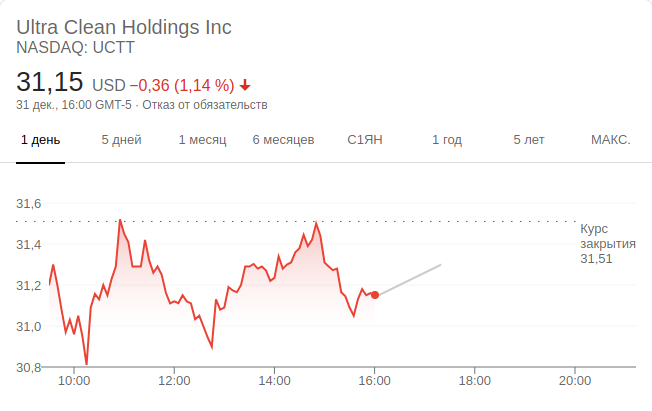 Ultra Clean Holdings Inc
NASDAQ: UCTT
31,15 USD −0,36 (1,14 %)
31 дек., 16:00 GMT-5 · Отказ от обязательств
1 день 5 дней 1 месяц 6 месяцев С1ЯН 1 год 5 лет МАКС.
31,6
Курс
закрытия
31,51
31,4
31,2
31,0
30,8
10:00 12:00 14:00 16:00 18:00 20:00